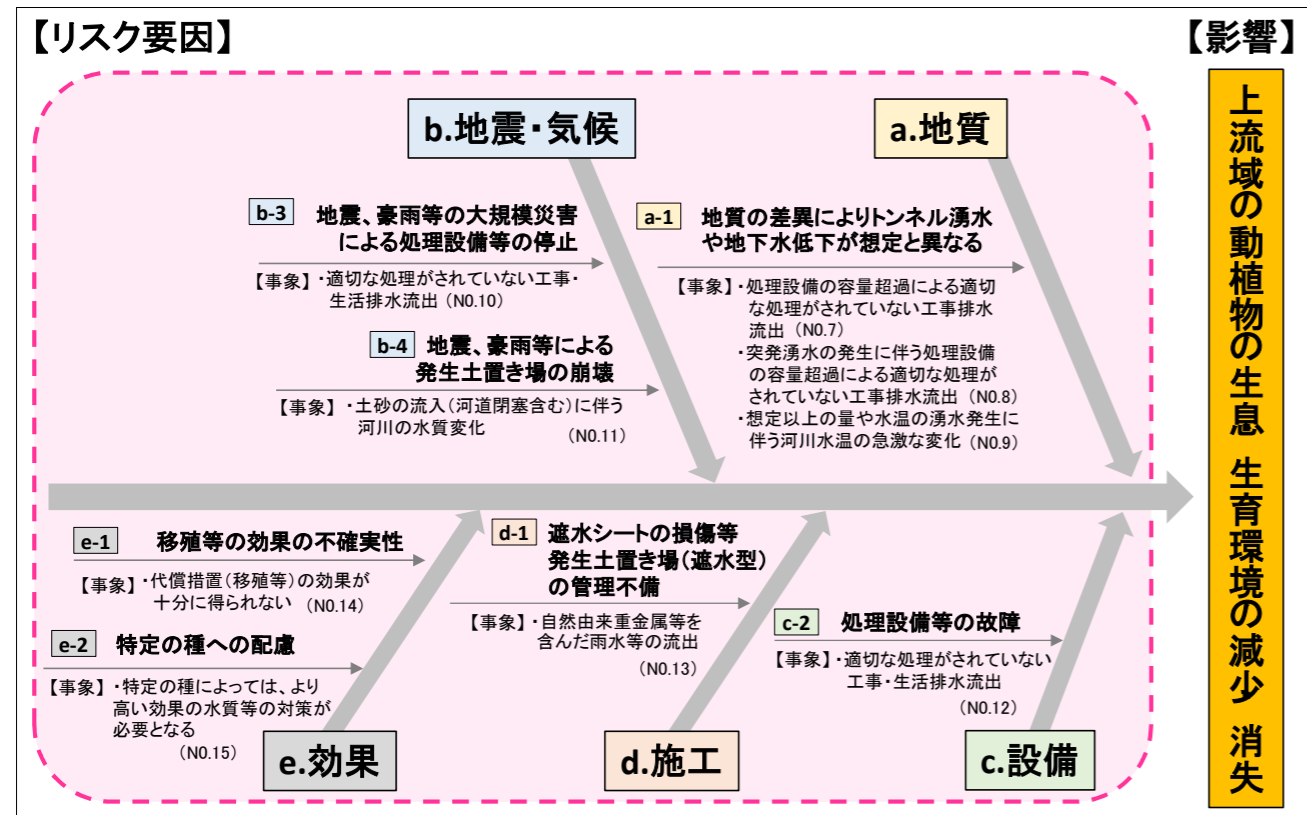 【リスク要因】
【影響】
b.地震・気候
a.地質
b-3 地震、豪雨等の大規模災害
による処理設備等の停止
【事象】・適切な処理がされていない工事・
生活排水流出（NO.10）
b-4 地震、豪雨等による
発生土置き場の崩壊
【事象】・土砂の流入（河道閉塞含む）に伴う
河川の水質変化
（NO.11）
a-1 地質の差異によりトンネル湧水
や地下水低下が想定と異なる
【事象】・処理設備の容量超過による適切
な処理がされていない工事排水
流出（NO.7）
・突発湧水の発生に伴う処理設備
の容量超過による適切な処理が
されていない工事排水流出（NO.8）
・想定以上の量や水温の湧水発生に
伴う河川水温の急激な変化（NO.9）
e-1 移殖等の効果の不確実性
【事象】・代償措置（移殖等）の効果が
十分に得られない（NO.14）
e-2 特定の種への配慮
【事象】・特定の種によっては、より
高い効果の水質等の対策が
必要となる
（NO.15）
d-1 遮水シートの損傷等
発生土置き場（遮水型）
の管理不備
【事象】・自然由来重金属等を
含んだ雨水等の流出
（NO.13）
c-2 処理設備等の故障
【事象】・適切な処理がされていない
工事・生活排水流出
（NO.12）
e.効果
d.施工
c.設備
上流域の動植物の生息 生育環境の減少 消失